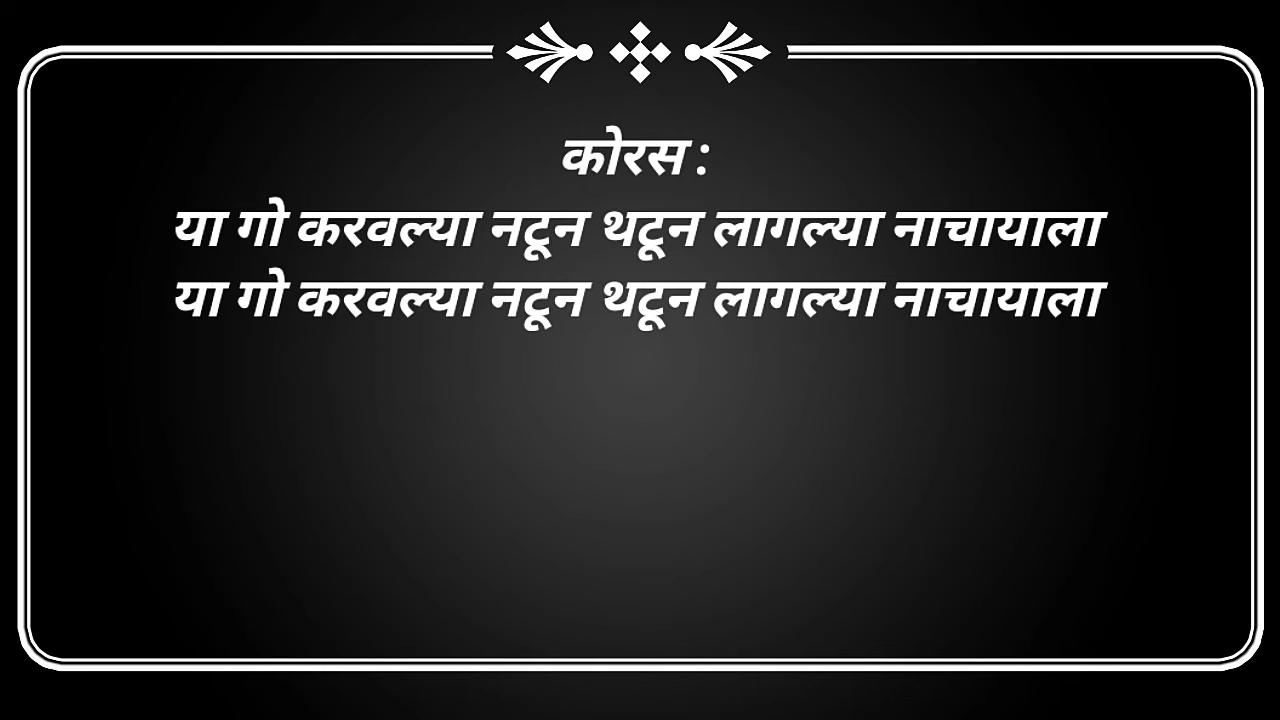 कोरस :
या गो करवल्या नटून थटून लागल्या नाचायाला
या गो करवल्या नटून थटून लागल्या नाचायाला